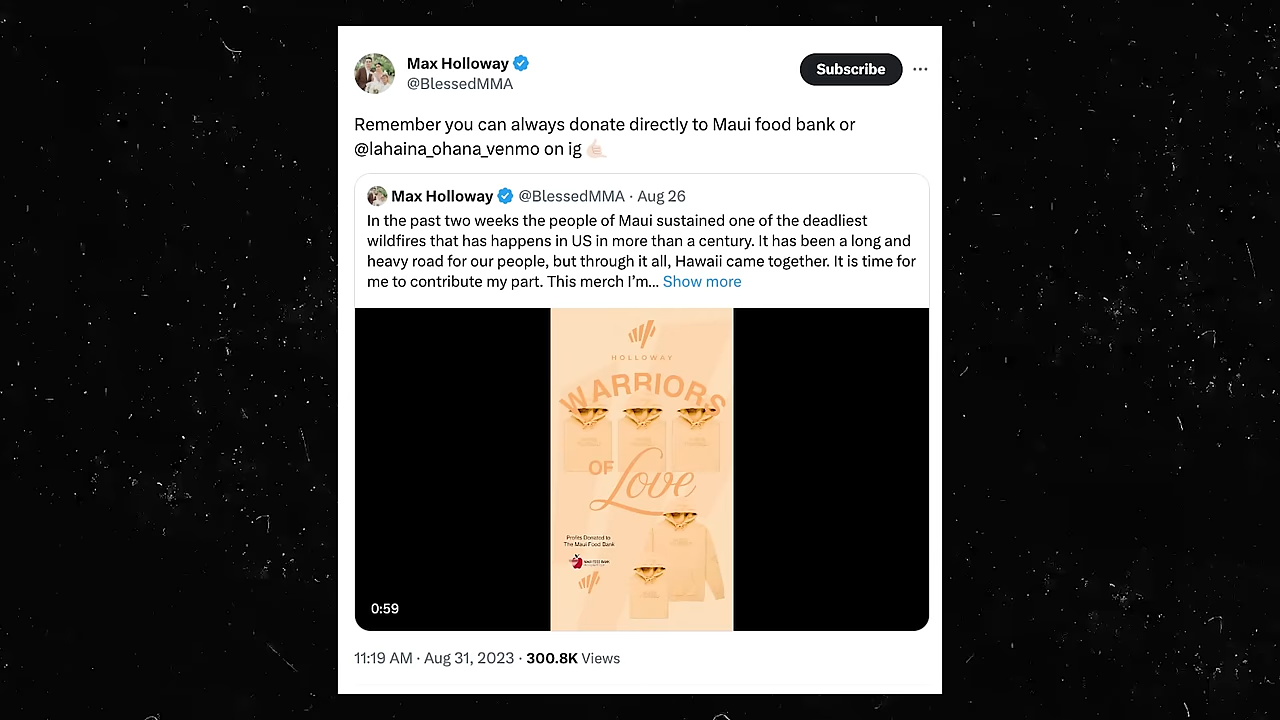 Max Holloway
@BlessedMMA
Subscribe
Remember you can always donate directly to Maui food bank or
@lahaina_ohana_venmo on ig 🤙🏻
Max Holloway @BlessedMMA · Aug 26
In the past two weeks the people of Maui sustained one of the deadliest
wildfires that has happens in US in more than a century. It has been a long and
heavy road for our people, but through it all, Hawaii came together. It is time for
me to contribute my part. This merch I’m... Show more
HOLLOWAY
WARRIORS
OF Love
Profits Donated to
The Maui Food Bank
MAUI FOOD BANK
0:59
11:19 AM · Aug 31, 2023 · 300.8K Views